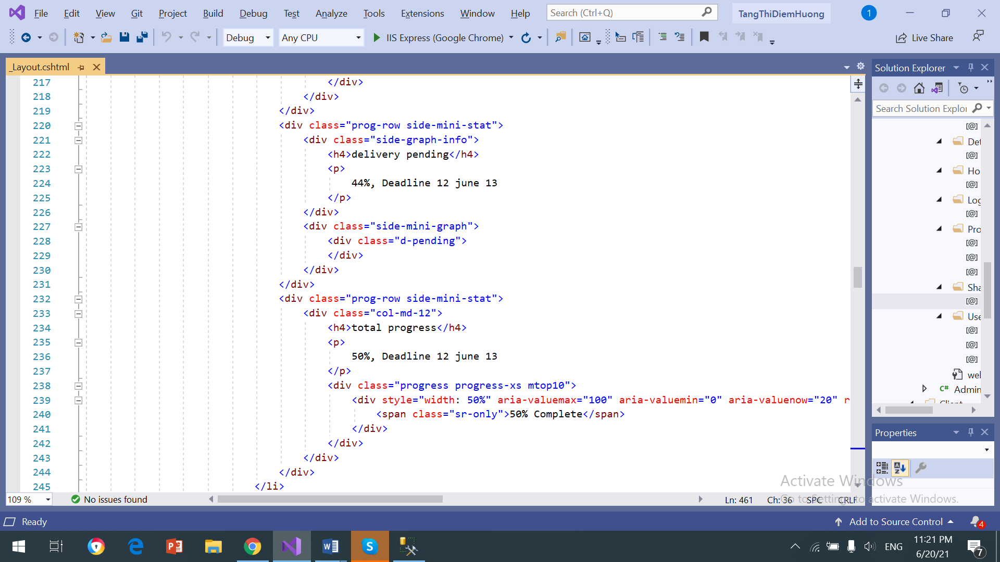 File Edit View Git Project Build Debug Test Analyze Tools Extensions Window Help Search (Ctrl+Q) TangThiDiemHuong 1
Debug Any CPU IIS Express (Google Chrome) Live Share
_Layout.cshtml
217 </div>
218 </div>
219 </div>
220 <div class="prog-row side-mini-stat">
221 <div class="side-graph-info">
222 <h4>delivery pending</h4>
223 <p>
224 44%, Deadline 12 june 13
225 </p>
226 </div>
227 <div class="side-mini-graph">
228 <div class="d-pending">
229 </div>
230 </div>
231 </div>
232 <div class="prog-row side-mini-stat">
233 <div class="col-md-12">
234 <h4>total progress</h4>
235 <p>
236 50%, Deadline 12 june 13
237 </p>
238 <div class="progress progress-xs mtop10">
239 <div style="width: 50%" aria-valuemax="100" aria-valuemin="0" aria-valuenow="20" r
240 <span class="sr-only">50% Complete</span>
241 </div>
242 </div>
243 </div>
244 </div>
245 </li>
109 % No issues found Ln: 461 Ch: 36 SPC CRLF
Solution Explorer
Search Solution Explor
[@]
Det
[@]
Ho
[@]
Log
[@]
Pro
[@]
[@]
[@]
Sha
[@]
Use
[@]
[@]
[@]
wel
C# Admin
Client
Properties
Activate Windows
Go to Settings to activate Windows.
Ready Add to Source Control 4
ENG 11:21 PM
6/20/21 7